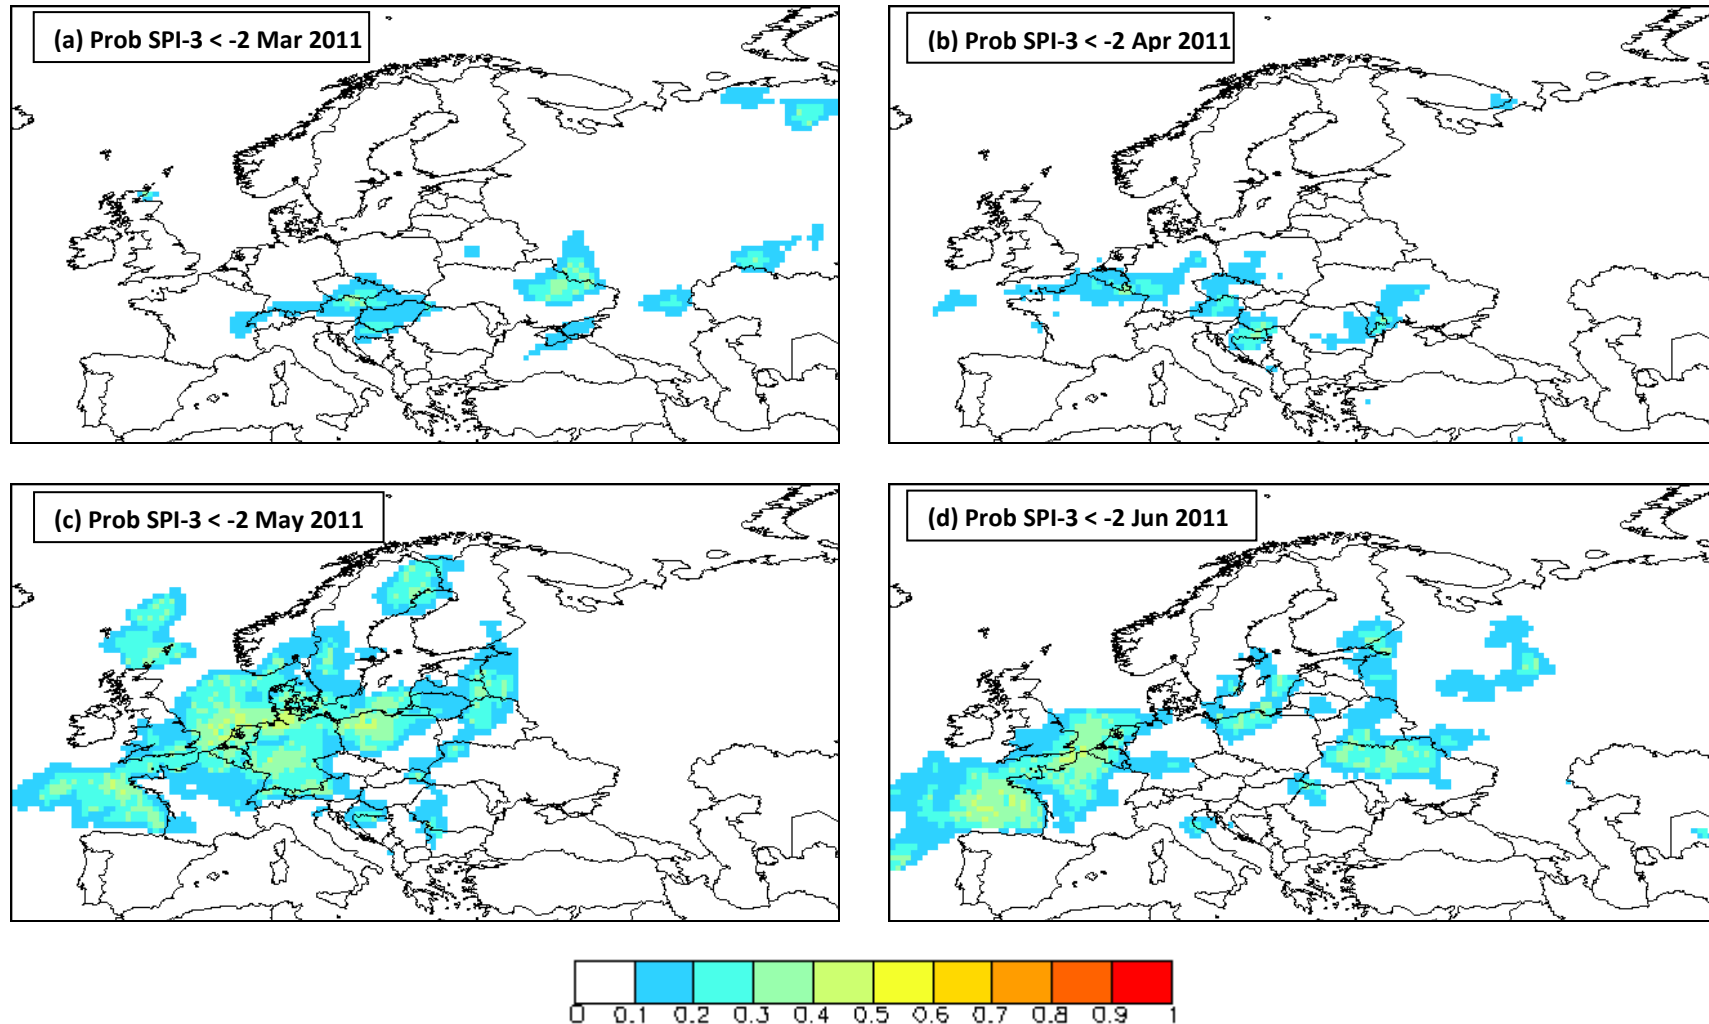 (a) Prob SPI-3 < -2 Mar 2011
(b) Prob SPI-3 < -2 Apr 2011
(c) Prob SPI-3 < -2 May 2011
(d) Prob SPI-3 < -2 Jun 2011
0 0.1 0.2 0.3 0.4 0.5 0.6 0.7 0.8 0.9 1